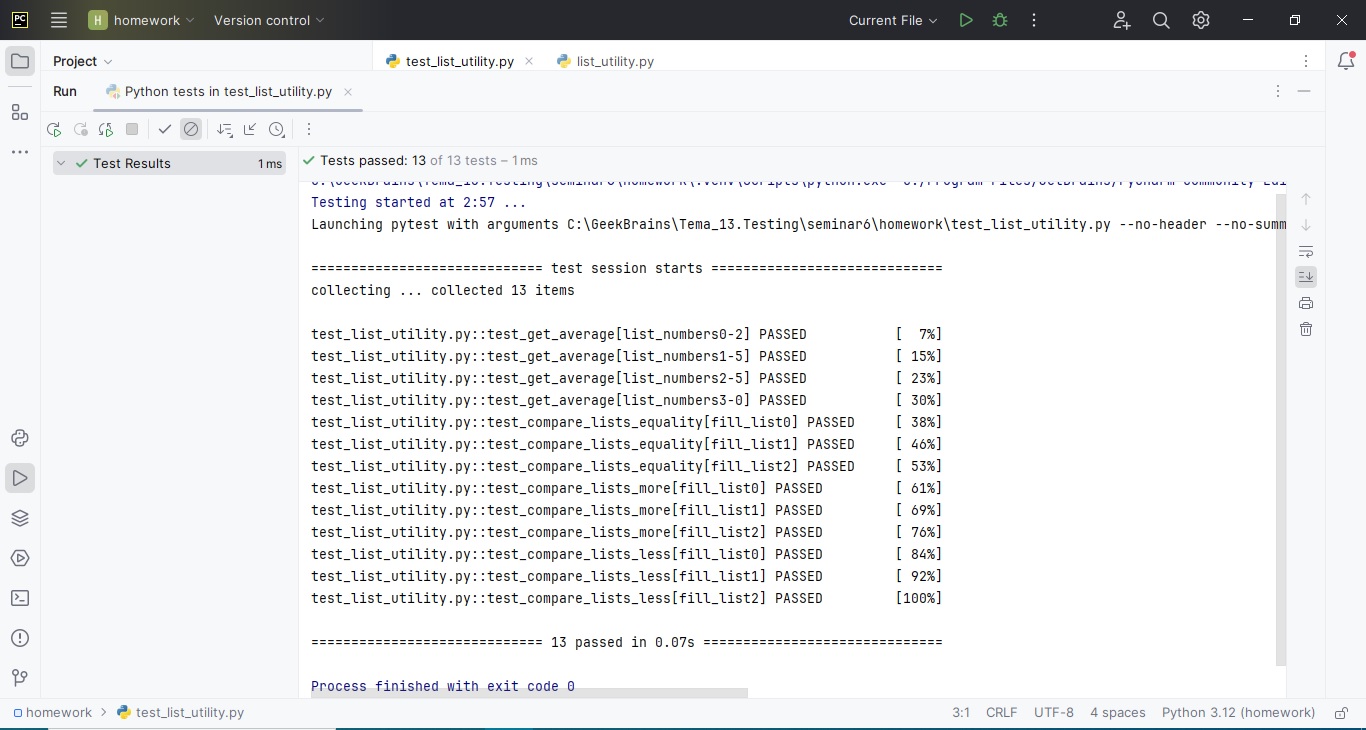 PC
H homework Version control Current File
Project test_list_utility.py list_utility.py
Run Python tests in test_list_utility.py
Test Results 1 ms
Tests passed: 13 of 13 tests – 1 ms
Testing started at 2:57 ...
Launching pytest with arguments C:\GeekBrains\Tema_13.Testing\seminar6\homework\test_list_utility.py --no-header --no-summ
============================= test session starts =============================
collecting ... collected 13 items
test_list_utility.py::test_get_average[list_numbers0-2] PASSED [  7%]
test_list_utility.py::test_get_average[list_numbers1-5] PASSED [ 15%]
test_list_utility.py::test_get_average[list_numbers2-5] PASSED [ 23%]
test_list_utility.py::test_get_average[list_numbers3-0] PASSED [ 30%]
test_list_utility.py::test_compare_lists_equality[fill_list0] PASSED [ 38%]
test_list_utility.py::test_compare_lists_equality[fill_list1] PASSED [ 46%]
test_list_utility.py::test_compare_lists_equality[fill_list2] PASSED [ 53%]
test_list_utility.py::test_compare_lists_more[fill_list0] PASSED [ 61%]
test_list_utility.py::test_compare_lists_more[fill_list1] PASSED [ 69%]
test_list_utility.py::test_compare_lists_more[fill_list2] PASSED [ 76%]
test_list_utility.py::test_compare_lists_less[fill_list0] PASSED [ 84%]
test_list_utility.py::test_compare_lists_less[fill_list1] PASSED [ 92%]
test_list_utility.py::test_compare_lists_less[fill_list2] PASSED [100%]
============================= 13 passed in 0.07s ==============================
Process finished with exit code 0
homework > test_list_utility.py 3:1 CRLF UTF-8 4 spaces Python 3.12 (homework)